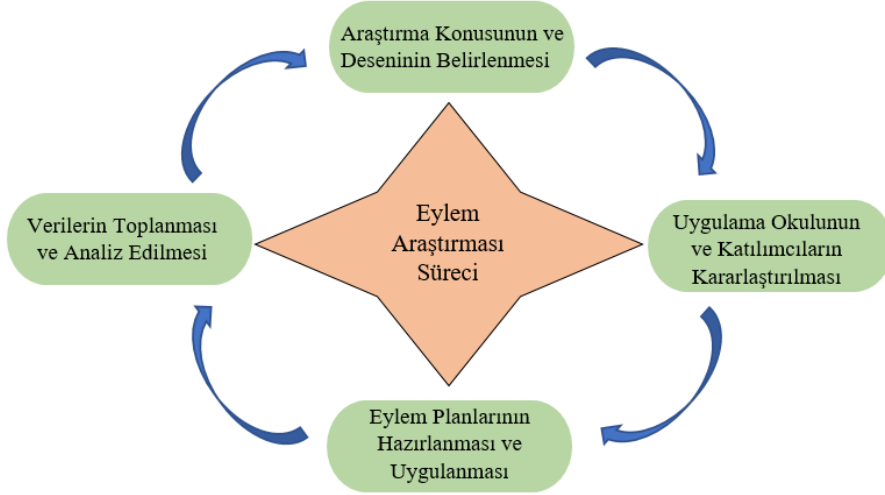 Araştırma Konusunun ve
Deseninin Belirlenmesi
Uygulama Okulunun
ve Katılımcıların
Kararlaştırılması
Eylem Planlarının
Hazırlanması ve
Uygulanması
Verilerin Toplanması
ve Analiz Edilmesi
Eylem
Araştırması
Süreci